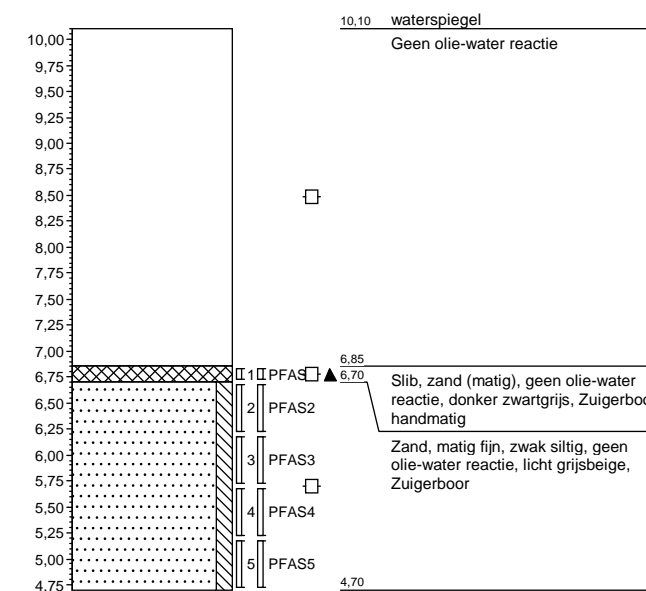 10,10 waterspiegel
Geen olie-water reactie
10,00
9,75
9,50
9,25
9,00
8,75
8,50
8,25
8,00
7,75
7,50
7,25
7,00
6,75
6,50
6,25
6,00
5,75
5,50
5,25
5,00
4,75
1 PFAS
2 PFAS2
3 PFAS3
4 PFAS4
5 PFAS5
6,85
6,70
Slib, zand (matig), geen olie-water
reactie, donker zwartgrijs,
handmatig
Zand, matig fijn, zwak siltig, geen
olie-water reactie, licht grijsbeige,
Zuigerboor
4,70